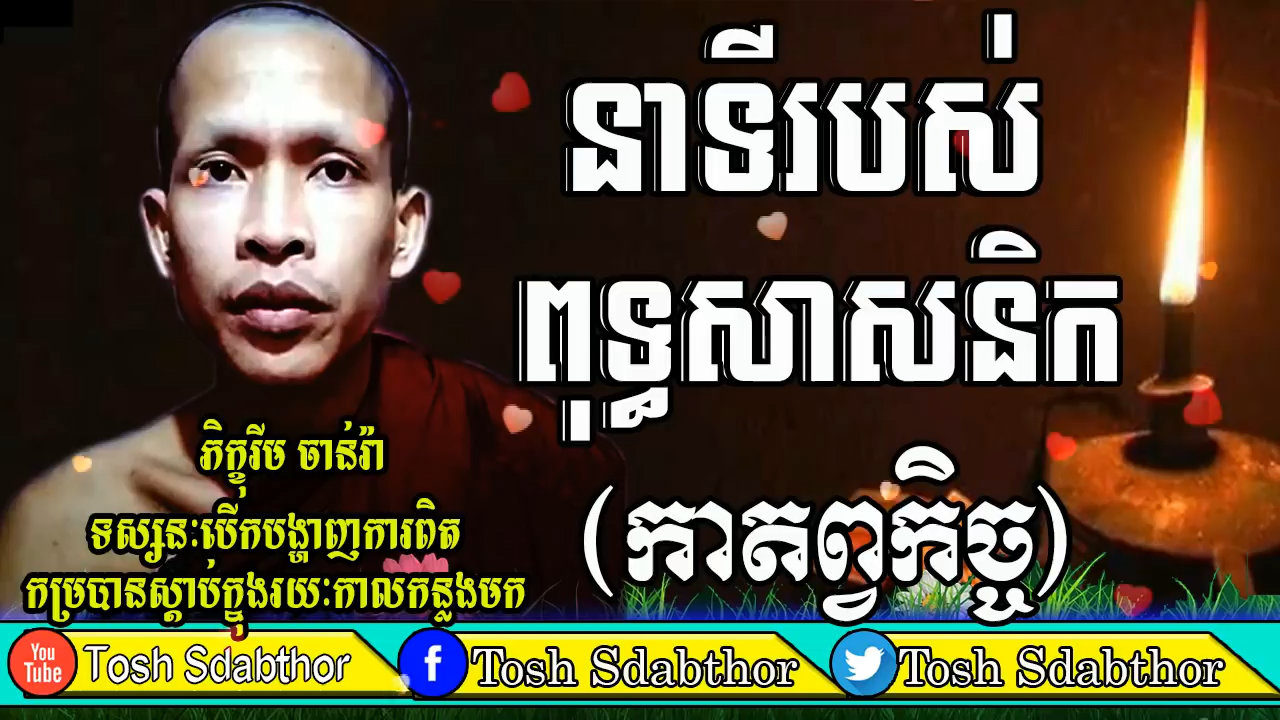 នាទីរបស់
ពុទ្ធសាសនិក
(កាតព្វកិច្ច)
ភិក្ខុរីម ចាន់រ៉ា
ទស្សនៈបើកបង្ហាញការពិត
កម្របានស្តាប់ក្នុងរយៈកាលកន្លងមក
You Tube Tosh Sdabthor f Tosh Sdabthor Tosh Sdabthor